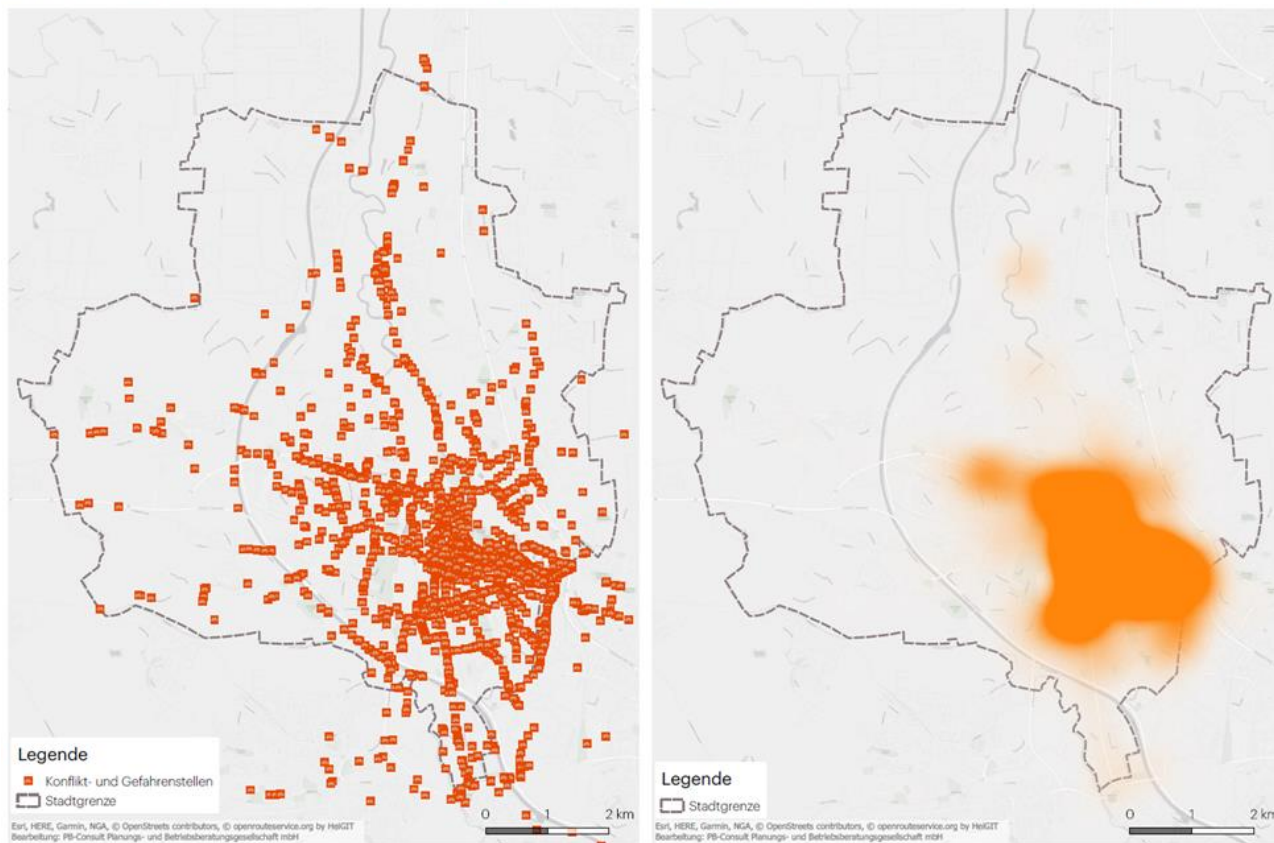 Legende
Konflikt- und Gefahrenstellen
Stadtgrenze
0 1 2 km
Esri, HERE, Garmin, NGA, © OpenStreets contributors, © openrouteservice.org by HeiGIT
Bearbeitung: PB-Consult Planungs- und Betriebsberatungsgesellschaft mbH
Legende
Stadtgrenze
0 1 2 km
Esri, HERE, Garmin, NGA, © OpenStreets contributors, © openrouteservice.org by HeiGIT
Bearbeitung: PB-Consult Planungs- und Betriebsberatungsgesellschaft mbH